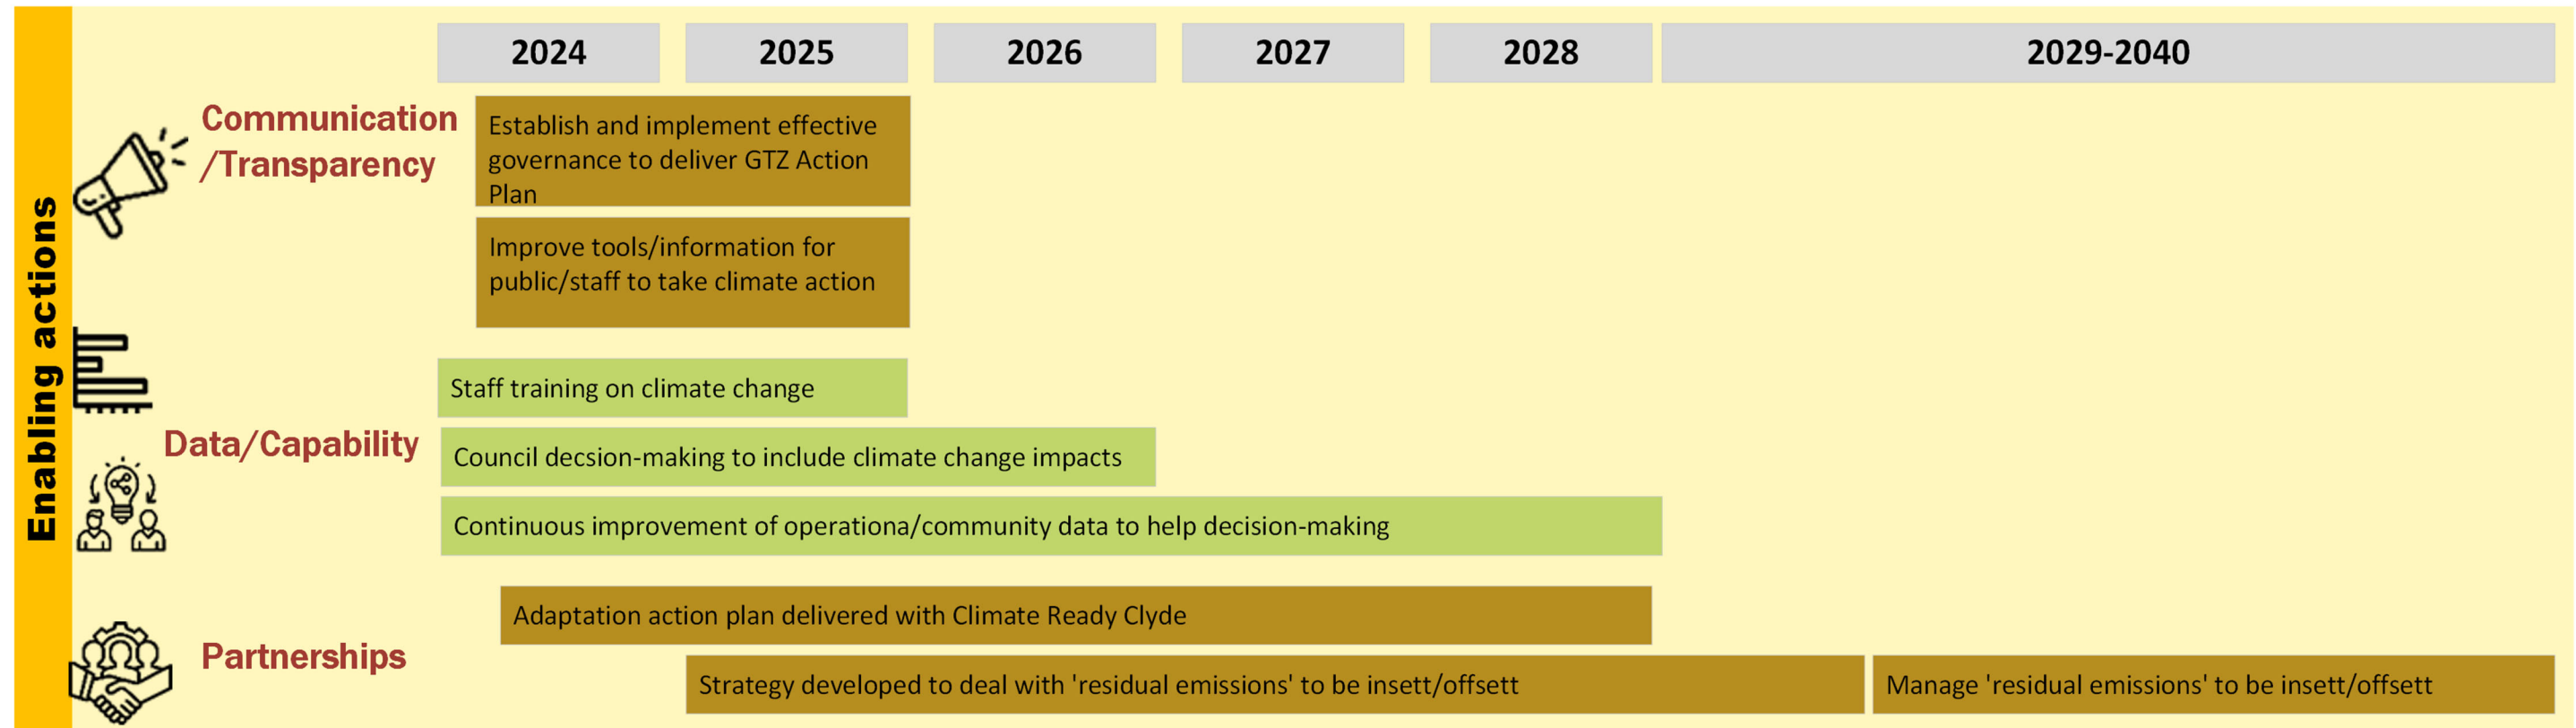 Enabling actions
2024 2025 2026 2027 2028 2029-2040
Communication
/Transparency
Establish and implement effective
governance to deliver GTZ Action
Plan
Improve tools/information for
public/staff to take climate action
Data/Capability
Staff training on climate change
Council decsion-making to include climate change impacts
Continuous improvement of operationa/community data to help decision-making
Partnerships
Adaptation action plan delivered with Climate Ready Clyde
Strategy developed to deal with 'residual emissions' to be insett/offsett
Manage 'residual emissions' to be insett/offsett